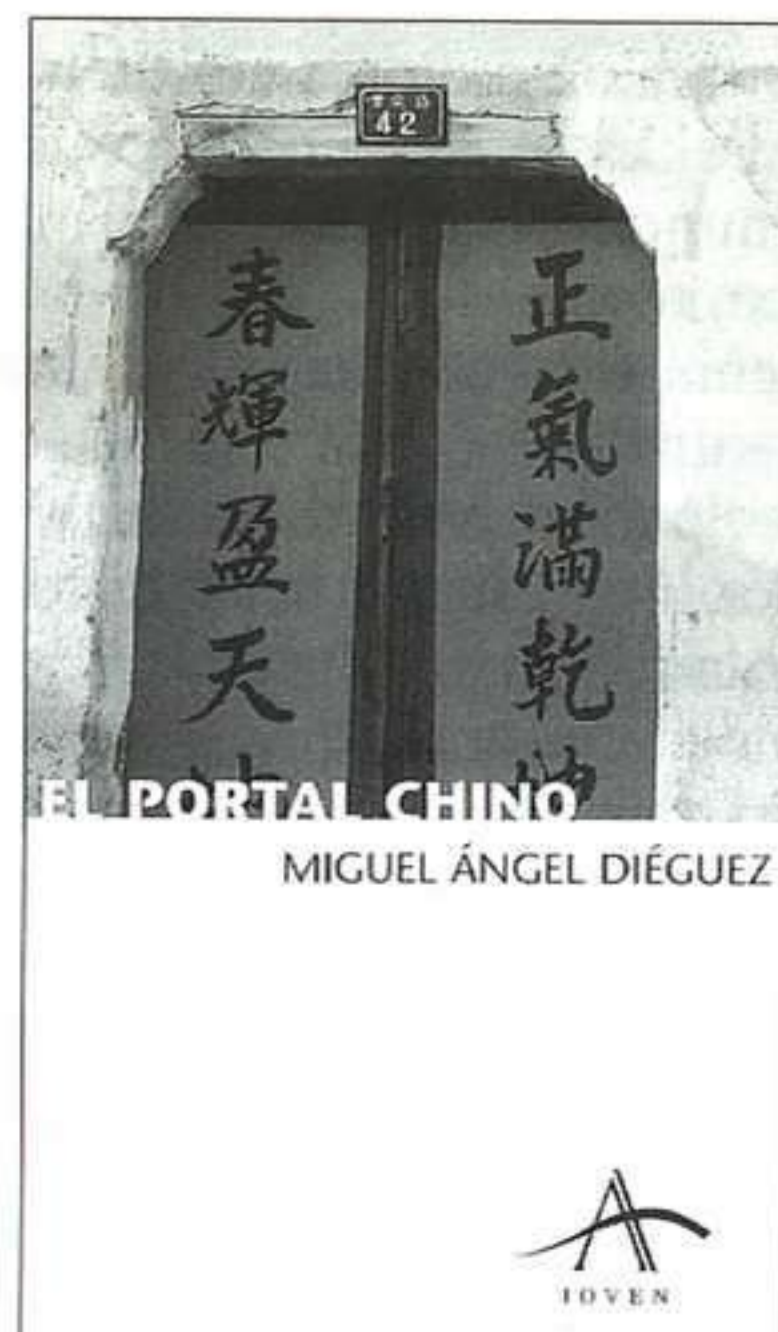 42
正氣滿乾
春輝盈天
EL PORTAL CHINO
MIGUEL ÁNGEL DIÉGUEZ
A
JOVEN